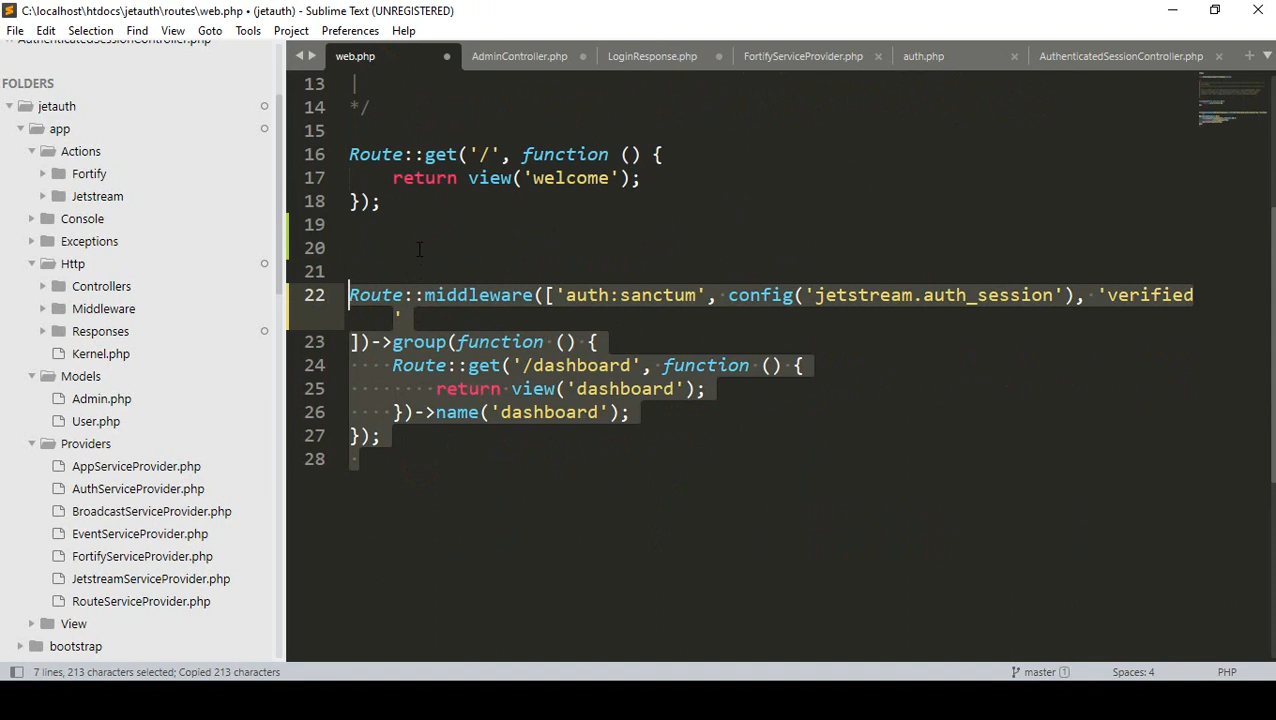 C:\localhost\htdocs\jetauth\routes\web.php • (jetauth) - Sublime Text (UNREGISTERED)
File Edit Selection Find View Goto Tools Project Preferences Help
AuthenticatedSessionController.php
web.php AdminController.php LoginResponse.php FortifyServiceProvider.php auth.php AuthenticatedSessionController.php
FOLDERS
jetauth
app
Actions
Fortify
Jetstream
Console
Exceptions
Http
Controllers
Middleware
Responses
Kernel.php
Models
Admin.php
User.php
Providers
AppServiceProvider.php
AuthServiceProvider.php
BroadcastServiceProvider.php
EventServiceProvider.php
FortifyServiceProvider.php
JetstreamServiceProvider.php
RouteServiceProvider.php
View
bootstrap
13 |
14 */
15
16 Route::get('/', function () {
17 return view('welcome');
18 });
19
20
21
22 Route::middleware(['auth:sanctum', config('jetstream.auth_session'), 'verified
'
23 ])->group(function () {
24 Route::get('/dashboard', function () {
25 return view('dashboard');
26 })->name('dashboard');
27 });
28
7 lines, 213 characters selected; Copied 213 characters master 1 Spaces: 4 PHP